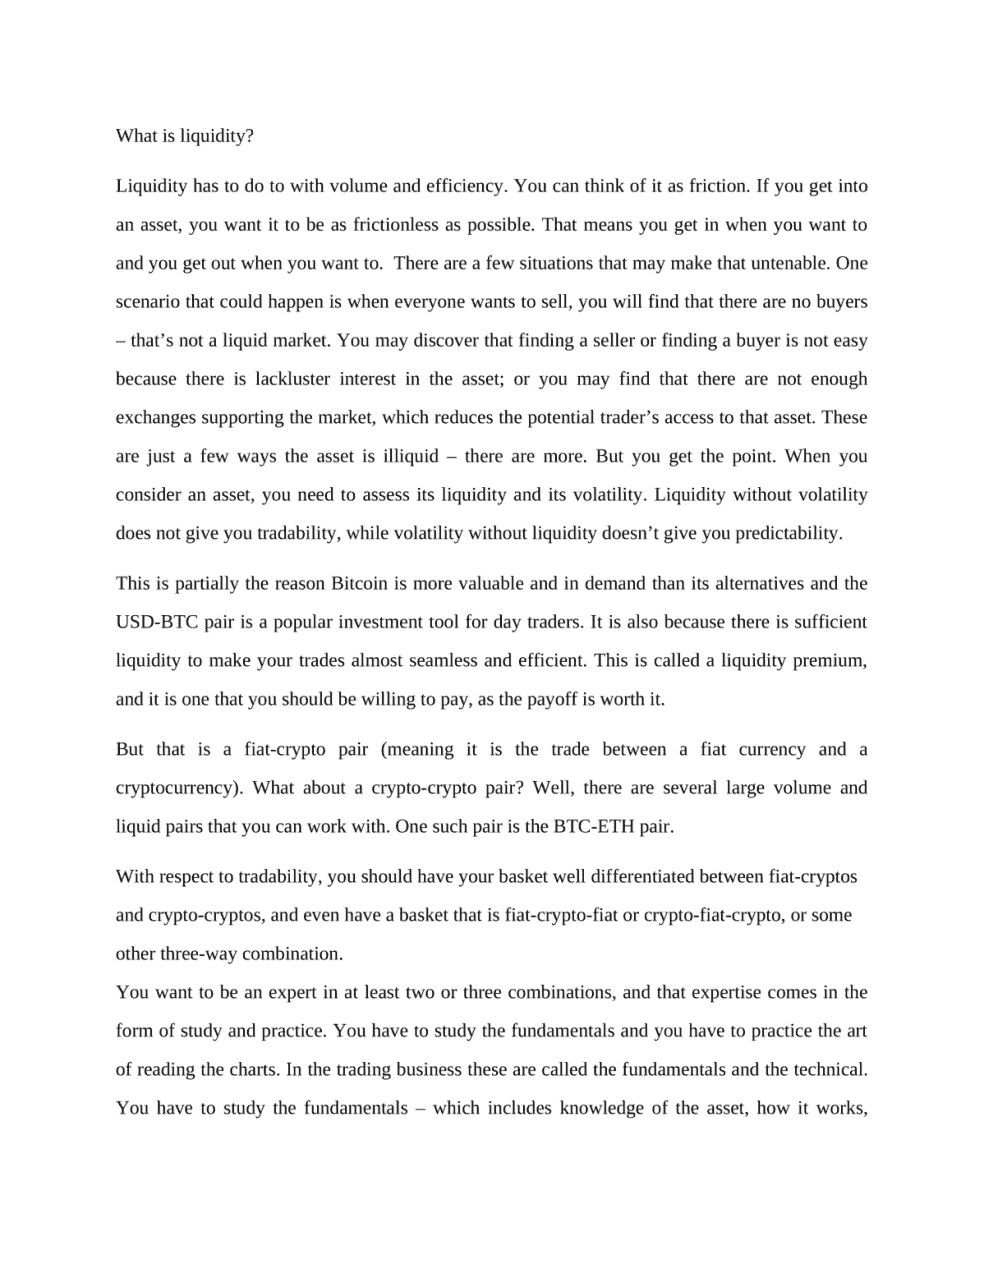 What is liquidity?
Liquidity has to do to with volume and efficiency. You can think of it as friction. If you get into
an asset, you want it to be as frictionless as possible. That means you get in when you want to
and you get out when you want to.  There are a few situations that may make that untenable. One
scenario that could happen is when everyone wants to sell, you will find that there are no buyers
– that’s not a liquid market. You may discover that finding a seller or finding a buyer is not easy
because there is lackluster interest in the asset; or you may find that there are not enough
exchanges supporting the market, which reduces the potential trader’s access to that asset. These
are just a few ways the asset is illiquid – there are more. But you get the point. When you
consider an asset, you need to assess its liquidity and its volatility. Liquidity without volatility
does not give you tradability, while volatility without liquidity doesn’t give you predictability.
This is partially the reason Bitcoin is more valuable and in demand than its alternatives and the
USD-BTC pair is a popular investment tool for day traders. It is also because there is sufficient
liquidity to make your trades almost seamless and efficient. This is called a liquidity premium,
and it is one that you should be willing to pay, as the payoff is worth it.
But that is a fiat-crypto pair (meaning it is the trade between a fiat currency and a
cryptocurrency). What about a crypto-crypto pair? Well, there are several large volume and
liquid pairs that you can work with. One such pair is the BTC-ETH pair.
With respect to tradability, you should have your basket well differentiated between fiat-cryptos
and crypto-cryptos, and even have a basket that is fiat-crypto-fiat or crypto-fiat-crypto, or some
other three-way combination.
You want to be an expert in at least two or three combinations, and that expertise comes in the
form of study and practice. You have to study the fundamentals and you have to practice the art
of reading the charts. In the trading business these are called the fundamentals and the technical.
You have to study the fundamentals – which includes knowledge of the asset, how it works,